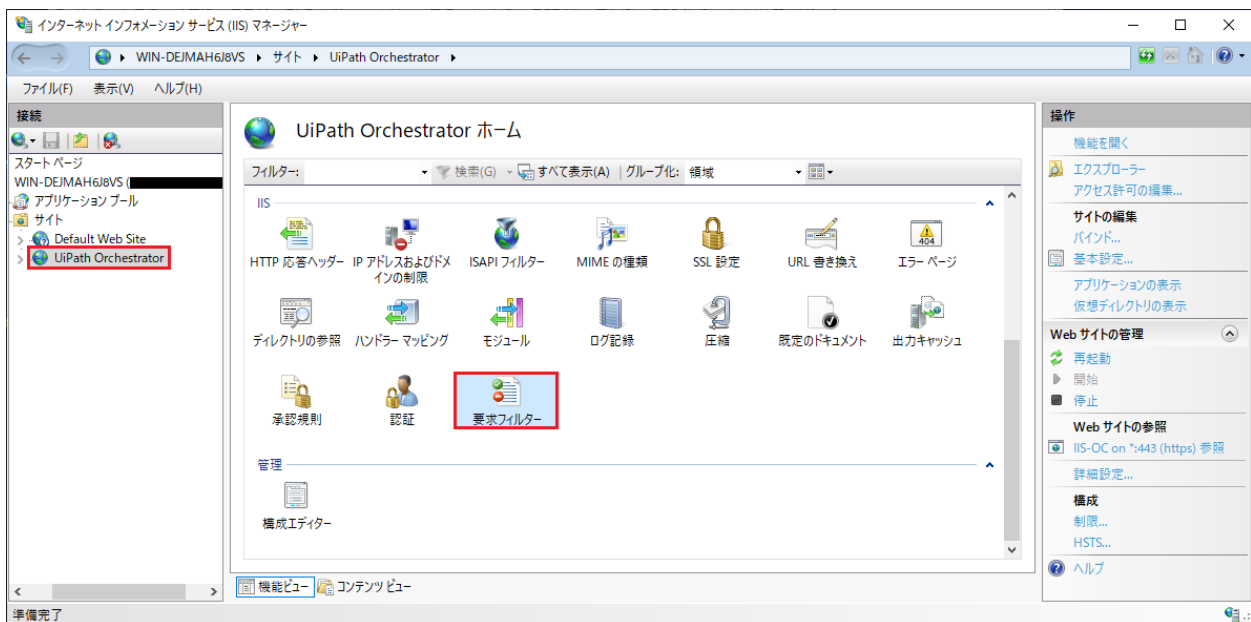 インターネット インフォメーション サービス (IIS) マネージャー
WIN-DEJMAH6J8VS ▸ サイト ▸ UiPath Orchestrator ▸
ファイル(F) 表示(V) ヘルプ(H)
接続
スタート ページ
WIN-DEJMAH6J8VS (
アプリケーション プール
サイト
Default Web Site
UiPath Orchestrator
UiPath Orchestrator ホーム
フィルター: 検索(G) すべて表示(A) グループ化: 領域
IIS
HTTP 応答ヘッダー
IP アドレスおよびドメ
インの制限
ISAPI フィルター
MIME の種類
SSL 設定
URL 書き換え
404
エラー ページ
ディレクトリの参照
ハンドラー マッピング
モジュール
ログ記録
圧縮
既定のドキュメント
出力キャッシュ
承認規則
認証
要求フィルター
管理
構成エディター
機能ビュー コンテンツ ビュー
操作
機能を開く
エクスプローラー
アクセス許可の編集...
サイトの編集
バインド...
基本設定...
アプリケーションの表示
仮想ディレクトリの表示
Web サイトの管理
再起動
開始
停止
Web サイトの参照
IIS-OC on *:443 (https) 参照
詳細設定...
構成
制限...
HSTS...
ヘルプ
準備完了